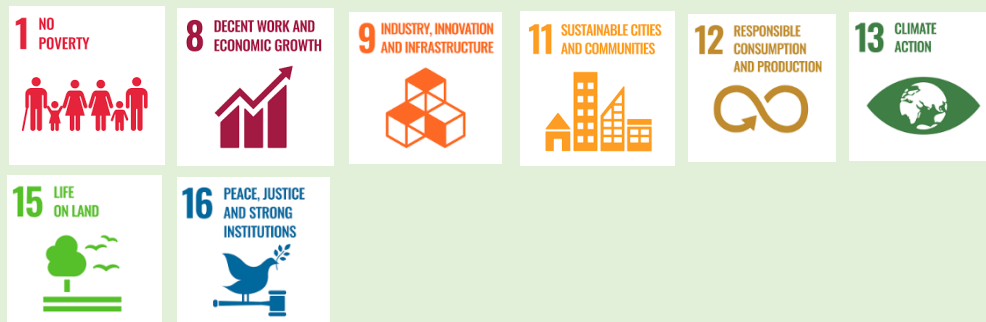 1 NO
POVERTY
8 DECENT WORK AND
ECONOMIC GROWTH
9 INDUSTRY, INNOVATION
AND INFRASTRUCTURE
11 SUSTAINABLE CITIES
AND COMMUNITIES
12 RESPONSIBLE
CONSUMPTION
AND PRODUCTION
13 CLIMATE
ACTION
15 LIFE
ON LAND
16 PEACE, JUSTICE
AND STRONG
INSTITUTIONS